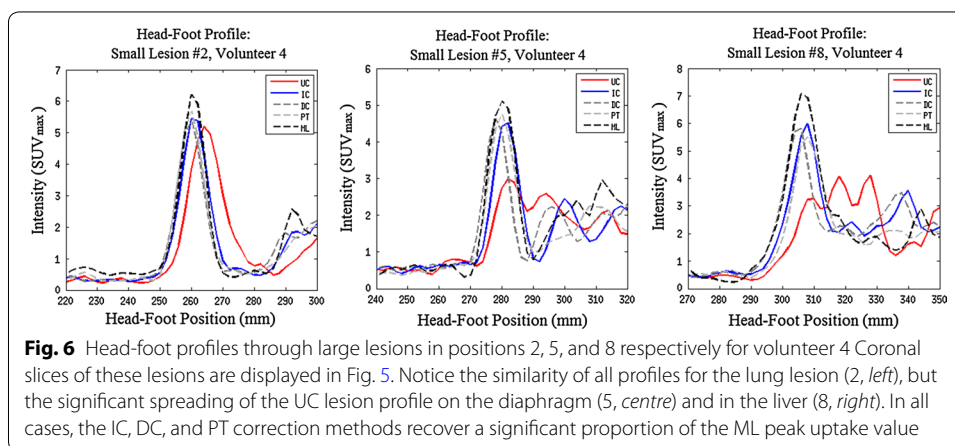 Head-Foot Profile:
Small Lesion #2, Volunteer 4
Intensity (SUVmax)
7
6
5
4
3
2
1
0
220 230 240 250 260 270 280 290 300
Head-Foot Position (mm)
UC
IC
DC
PT
HL
Head-Foot Profile:
Small Lesion #5, Volunteer 4
Intensity (SUVmax)
6
5
4
3
2
1
0
240 250 260 270 280 290 300 310 320
Head-Foot Position (mm)
UC
IC
DC
PT
HL
Head-Foot Profile:
Small Lesion #8, Volunteer 4
Intensity (SUVmax)
8
7
6
5
4
3
2
1
0
270 280 290 300 310 320 330 340 350
Head-Foot Position (mm)
UC
IC
DC
PT
HL
Fig. 6 Head-foot profiles through large lesions in positions 2, 5, and 8 respectively for volunteer 4 Coronal
slices of these lesions are displayed in Fig. 5. Notice the similarity of all profiles for the lung lesion (2, left), but
the significant spreading of the UC lesion profile on the diaphragm (5, centre) and in the liver (8, right). In all
cases, the IC, DC, and PT correction methods recover a significant proportion of the ML peak uptake value